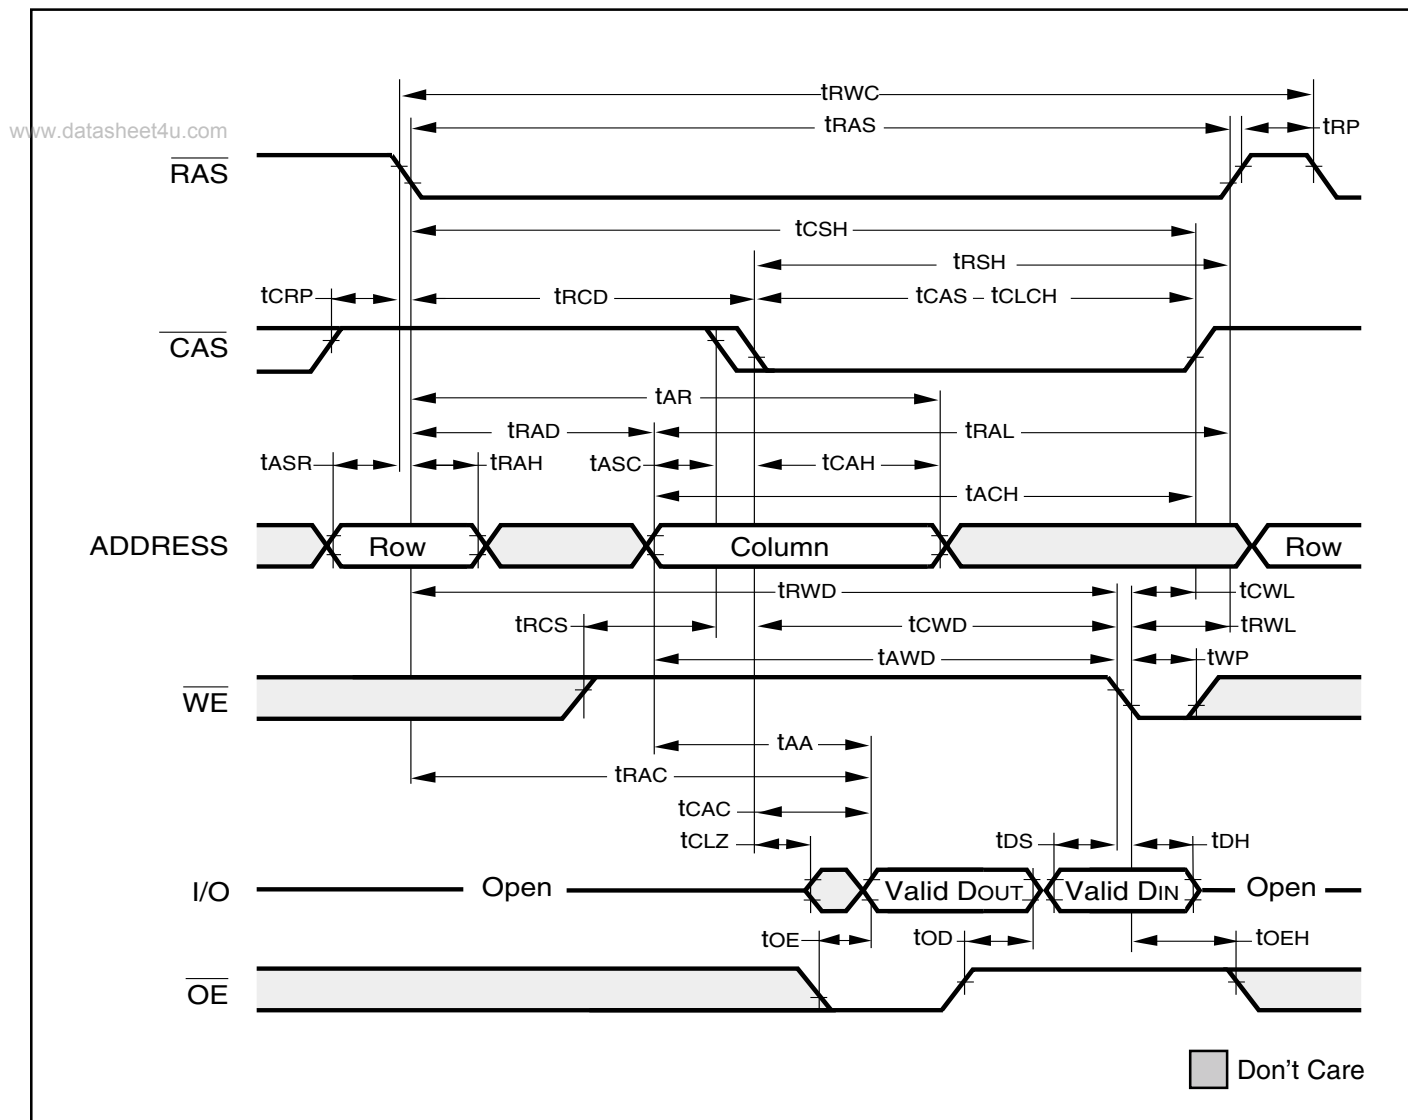 tRWC
tRAS
tRP
www.datasheet4u.com
RAS
tCSH
tRSH
tCRP
tRCD
tCAS - tCLCH
CAS
tAR
tRAD
tRAL
tASR
tRAH
tASC
tCAH
tACH
ADDRESS
Row
Column
Row
tRWD
tCWL
tRCS
tCWD
tRWL
tAWD
tWP
WE
tAA
tRAC
tCAC
tCLZ
tDS
tDH
I/O
Open
Valid DOUT
Valid DIN
Open
tOE
tOD
tOEH
OE
Don't Care